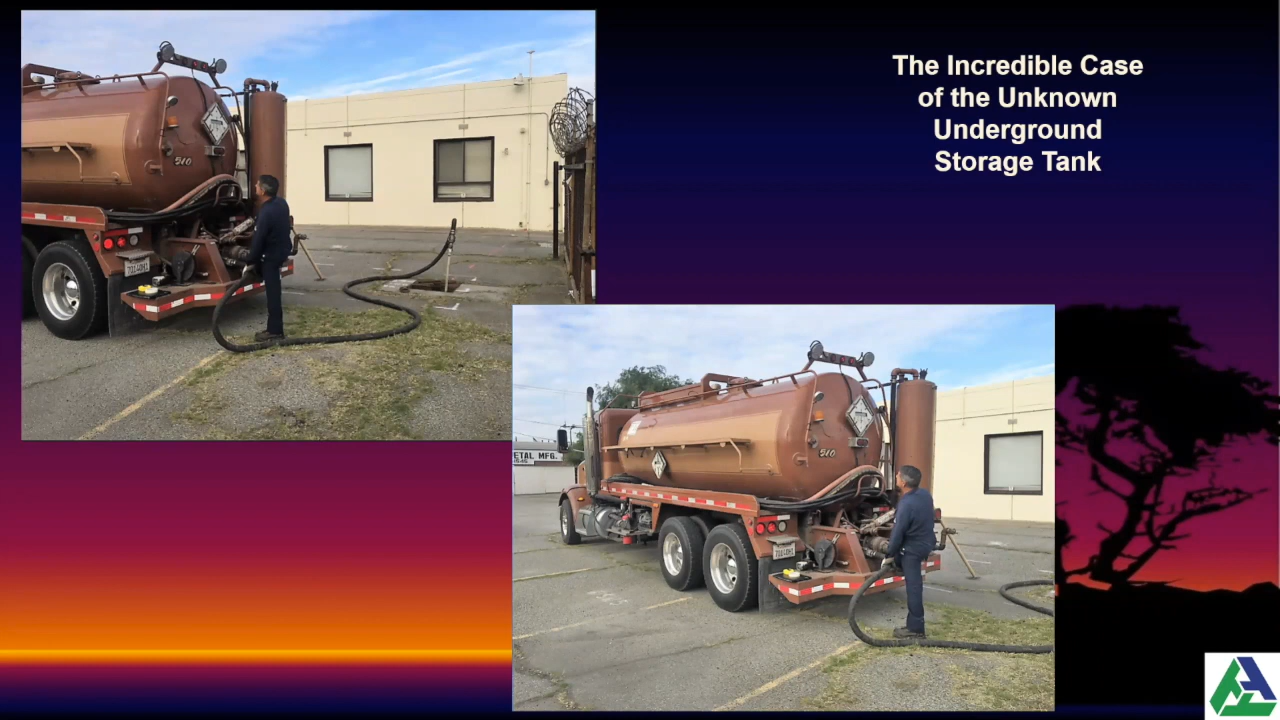 The Incredible Case
of the Unknown
Underground
Storage Tank
510
ETAL MFG.
510